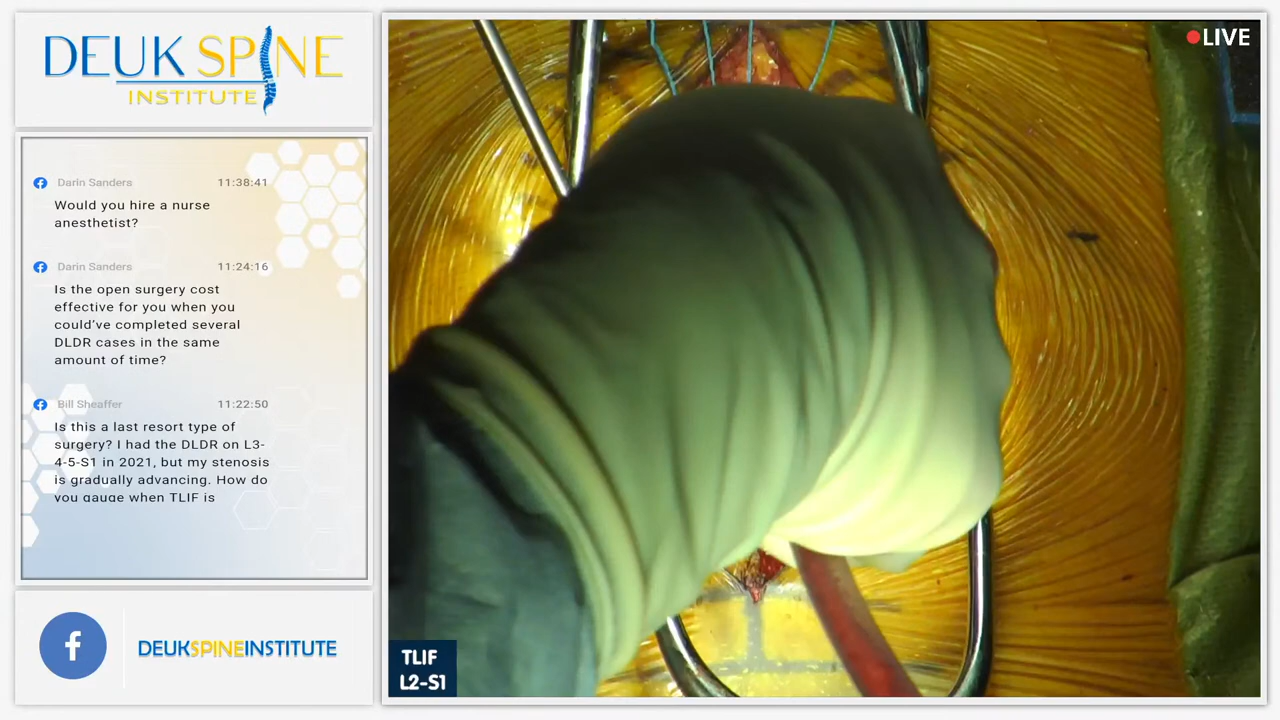 DEUK SPINE
INSTITUTE
Darin Sanders 11:38:41
Would you hire a nurse
anesthetist?
Darin Sanders 11:24:16
Is the open surgery cost
effective for you when you
could've completed several
DLDR cases in the same
amount of time?
Bill Sheaffer 11:22:50
Is this a last resort type of
surgery? I had the DLDR on L3-
4-5-S1 in 2021, but my stenosis
is gradually advancing. How do
you gauge when TLIF is
DEUKSPINEINSTITUTE
LIVE
TLIF
L2-S1